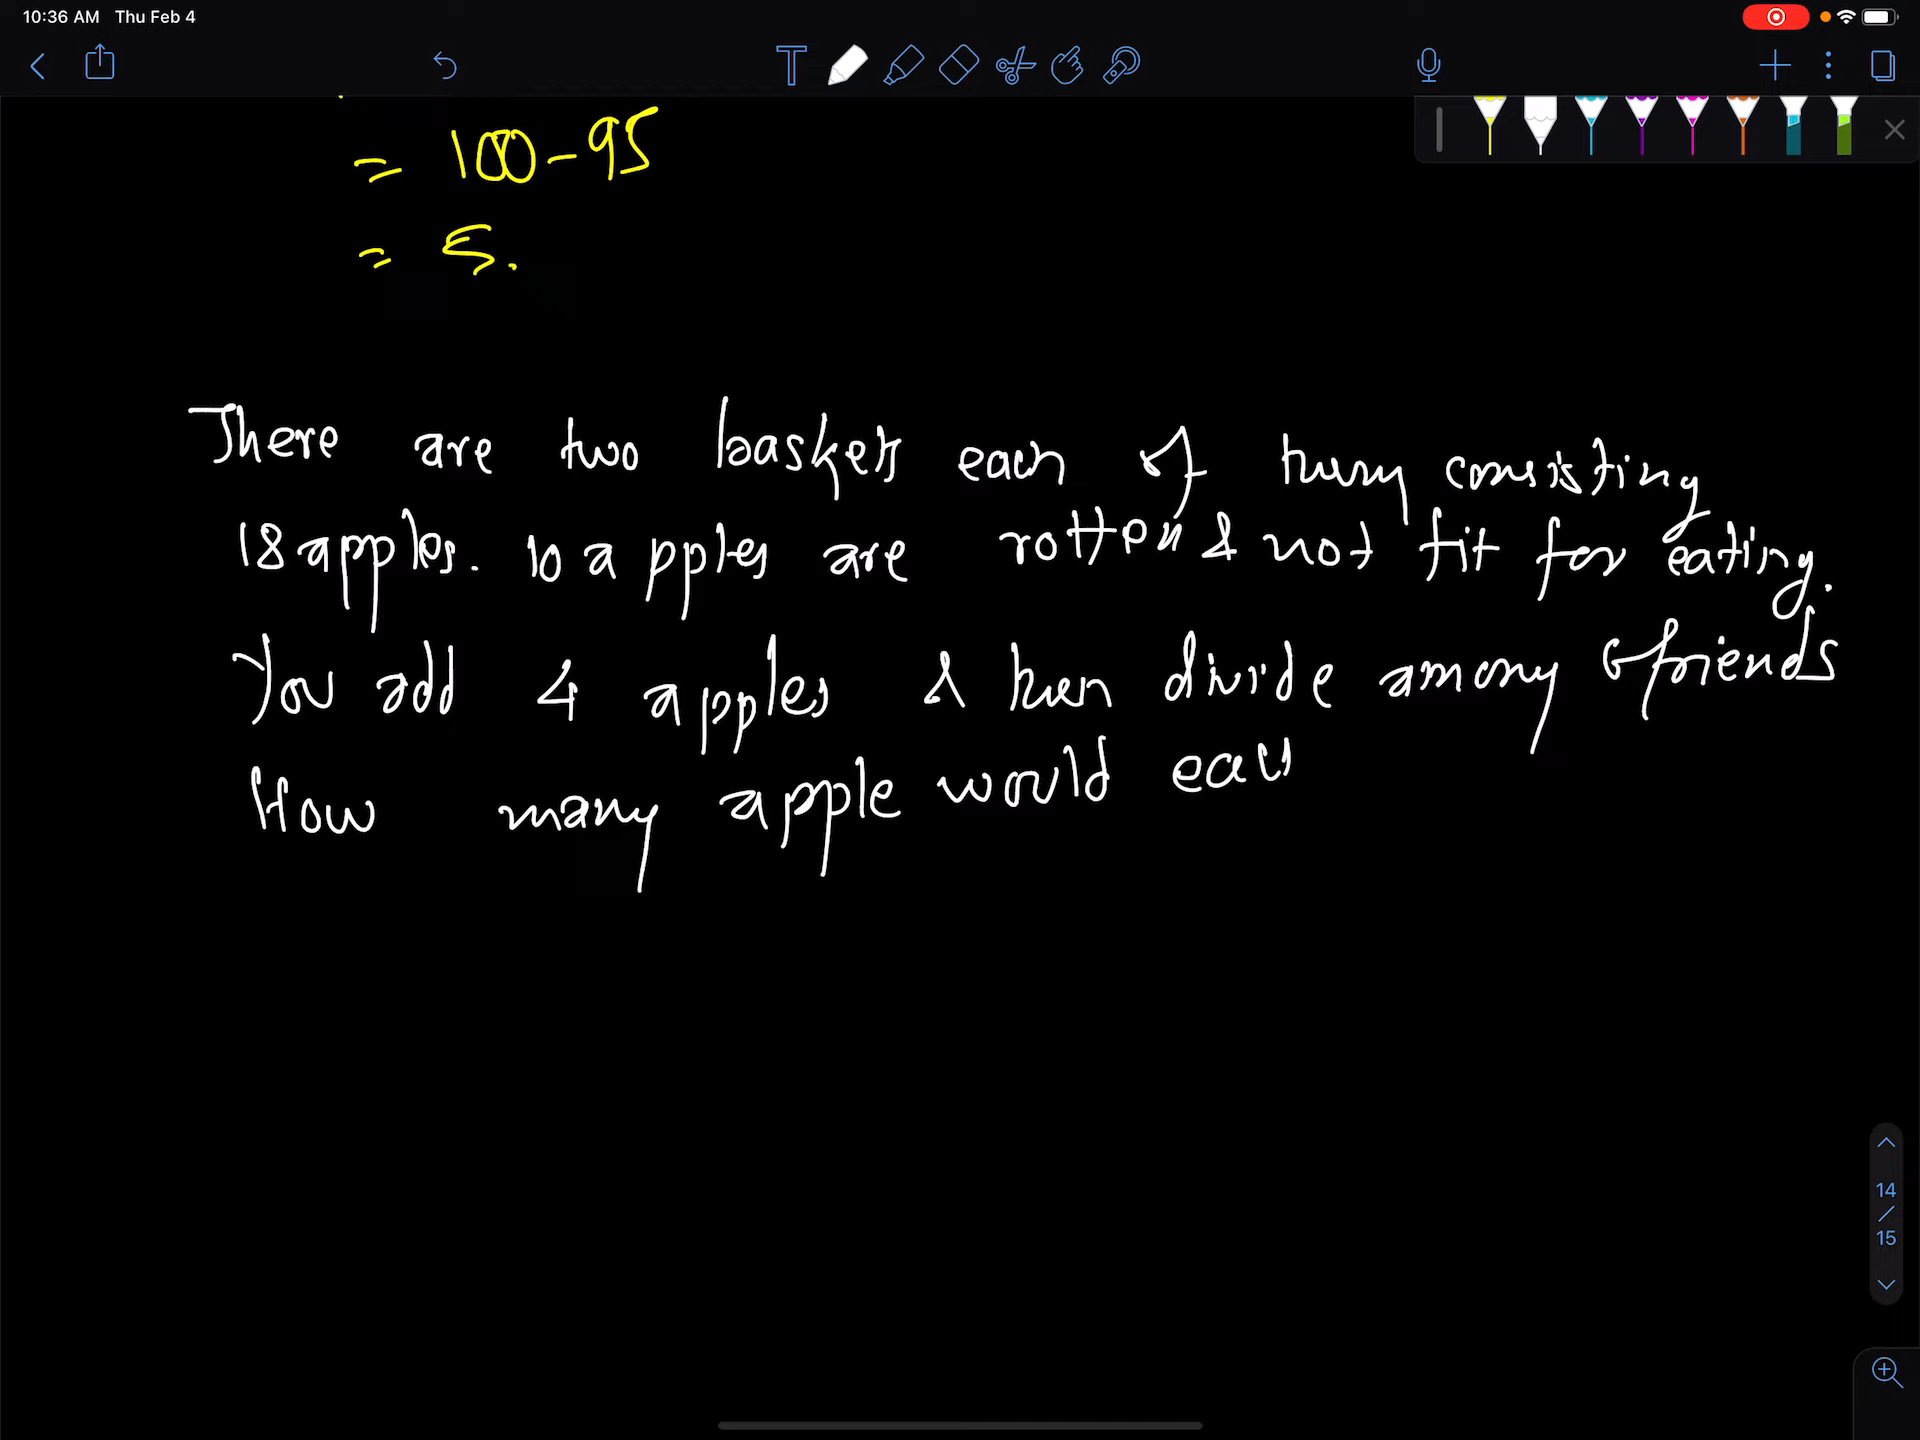 10:36 AM Thu Feb 4
= 100-95
= 5.
There are two baskets each of them consisting
18 apples. 10 apples are rotten & not fit for eating.
You add 4 apples & then divide among 6 friends
How many apple would eac
14
/
15